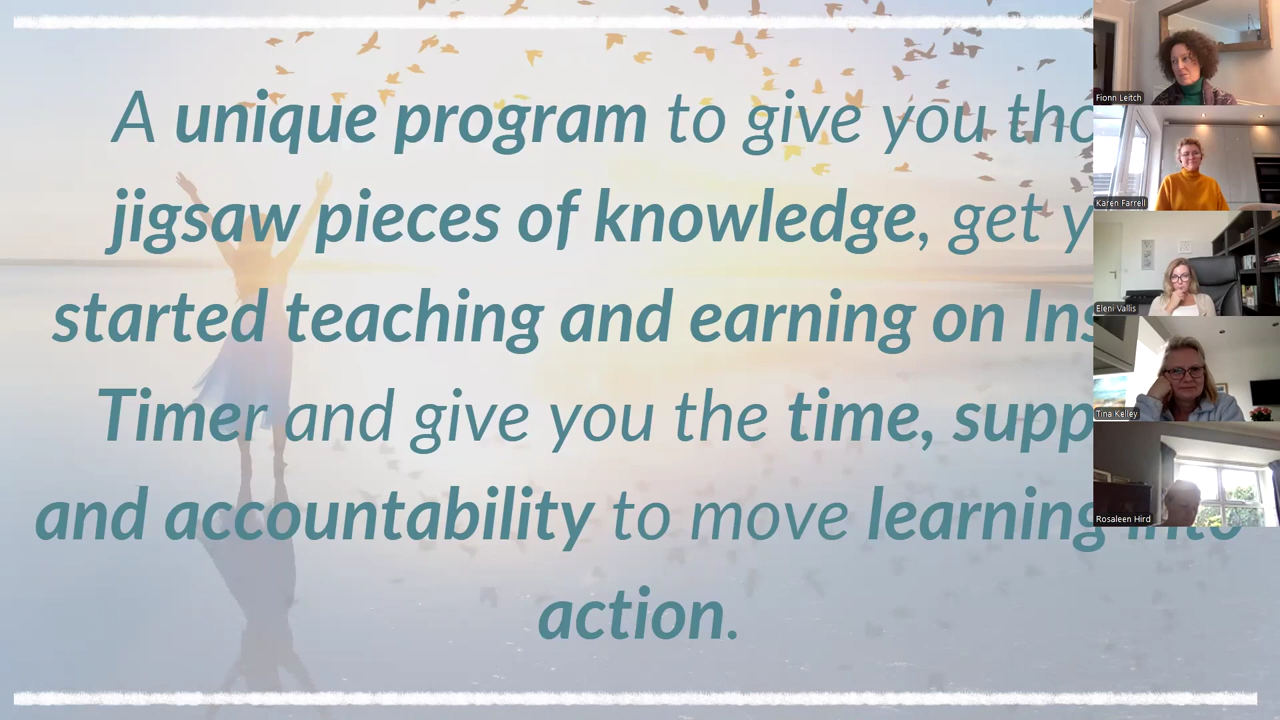 A unique program to give you
jigsaw pieces of knowledge, get
started teaching and earning on
Timer and give you the time,
and accountability to move learning into
action.
Fionn Leitch
Karen Farrell
Eleni Vallis
Tina Kelley
Rosaleen Hird